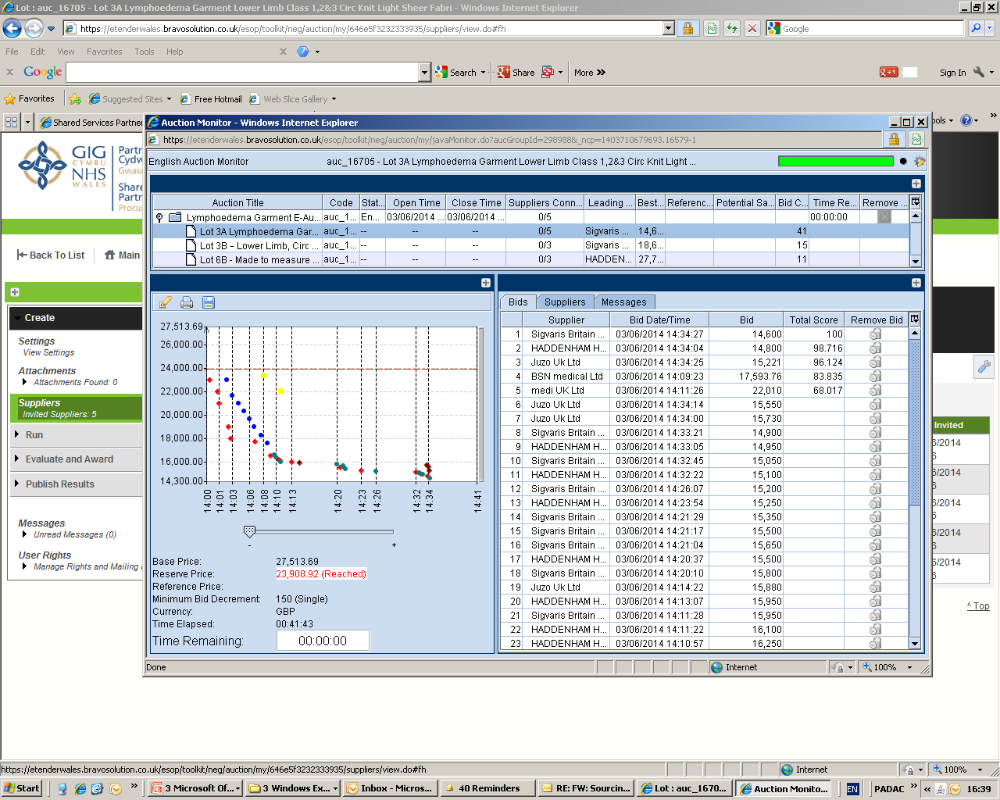 Lot : auc_16705 - Lot 3A Lymphoedema Garment Lower Limb Class 1,2&3 Circ Knit Light Sheer Fabri - Windows Internet Explorer
https://etenderwales.bravosolution.co.uk/esop/toolkit/neg/auction/my/646e5f3232333935/suppliers/view.do#fh
Google
File Edit View Favorites Tools Help
x
x Google Search Share More »
+1 Sign In
Favorites Suggested Sites Free Hotmail Web Slice Gallery
Shared Services Partner
ools
GIG
CYMRU
NHS
WALES
Partn
Cydw
Gwasa
Share
Partn
Procur
Back To List Main
Create
Settings
View Settings
Attachments
Attachments Found: 0
Suppliers
Invited Suppliers: 5
Run
Evaluate and Award
Publish Results
Messages
Unread Messages (0)
User Rights
Manage Rights and Mailing
Auction Monitor - Windows Internet Explorer
https://etenderwales.bravosolution.co.uk/esop/toolkit/neg/auction/my/javaMonitor.do?aucGroupId=298988&_ncp=1403710679693.16579-1
English Auction Monitor auc_16705 - Lot 3A Lymphoedema Garment Lower Limb Class 1,2&3 Circ Knit Light ...
Auction Title Code Stat... Open Time Close Time Suppliers Conn... Leading ... Best... Referenc... Potential Sa... Bid C... Time Re... Remove ...
Lymphoedema Garment E-Au... auc_1... En... 03/06/2014 ... 03/06/2014 ... 0/5 00:00:00
Lot 3A Lymphoedema Gar... auc_1... -- -- -- 0/5 Sigvaris ... 14,6... 41
Lot 3B - Lower Limb, Circ ... auc_1... -- -- -- 0/3 Sigvaris ... 18,6... 15
Lot 6B - Made to measure ... auc_1... -- -- -- 0/3 HADDEN... 27,7... 11
27,513.69
26,000.00
24,000.00
22,000.00
20,000.00
18,000.00
16,000.00
14,300.00
14:00 14:01 14:03 14:06 14:08 14:10 14:13 14:20 14:23 14:26 14:32 14:34 14:41
- +
Base Price: 27,513.69
Reserve Price: 23,908.92 (Reached)
Reference Price:
Minimum Bid Decrement: 150 (Single)
Currency: GBP
Time Elapsed: 00:41:43
Time Remaining: 00:00:00
Bids Suppliers Messages
Supplier Bid Date/Time Bid Total Score Remove Bid
1 Sigvaris Britain ... 03/06/2014 14:34:27 14,600 100
2 HADDENHAM H... 03/06/2014 14:34:04 14,800 98.716
3 Juzo Uk Ltd 03/06/2014 14:34:25 15,221 96.124
4 BSN medical Ltd 03/06/2014 14:09:23 17,593.76 83.835
5 medi UK Ltd 03/06/2014 14:11:26 22,010 68.017
6 Juzo Uk Ltd 03/06/2014 14:34:14 15,550
7 Juzo Uk Ltd 03/06/2014 14:34:00 15,730
8 Sigvaris Britain ... 03/06/2014 14:33:21 14,900
9 HADDENHAM H... 03/06/2014 14:33:05 14,950
10 Sigvaris Britain ... 03/06/2014 14:32:45 15,050
11 HADDENHAM H... 03/06/2014 14:32:22 15,100
12 Sigvaris Britain ... 03/06/2014 14:26:07 15,200
13 HADDENHAM H... 03/06/2014 14:23:54 15,250
14 Sigvaris Britain ... 03/06/2014 14:21:29 15,350
15 Sigvaris Britain ... 03/06/2014 14:21:17 15,500
16 Sigvaris Britain ... 03/06/2014 14:21:04 15,650
17 HADDENHAM H... 03/06/2014 14:20:37 15,500
18 Sigvaris Britain ... 03/06/2014 14:20:10 15,800
19 Juzo Uk Ltd 03/06/2014 14:14:22 15,880
20 HADDENHAM H... 03/06/2014 14:13:07 15,950
21 Sigvaris Britain ... 03/06/2014 14:11:28 15,950
22 HADDENHAM H... 03/06/2014 14:11:22 16,100
23 HADDENHAM H... 03/06/2014 14:10:57 16,250
Done Internet 100%
Invited
6/2014
6
6/2014
6
6/2014
6
6/2014
6
6/2014
6
^ Top
https://etenderwales.bravosolution.co.uk/esop/toolkit/neg/auction/my/646e5f3232333935/suppliers/view.do#fh Internet 100%
Start » 3 Microsoft Of... 3 Windows Ex... Inbox - Micros... 40 Reminders RE: FW: Sourcin... Lot : auc_1670... Auction Monito... EN PADAC » « 16:39